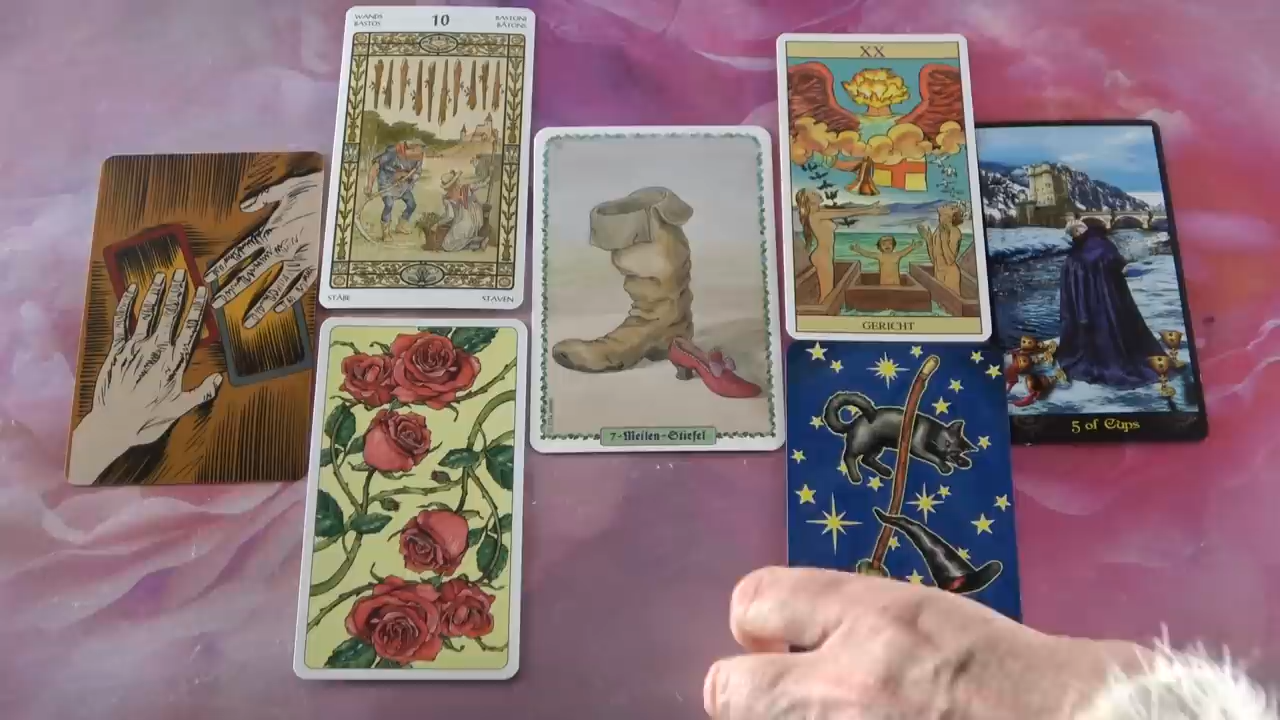 WANDS
BASTOS
10
BASTONI
BÂTONS
STÄBE
STAVEN
7-Meilen-Stiefel
XX
GERICHT
5 of Cups